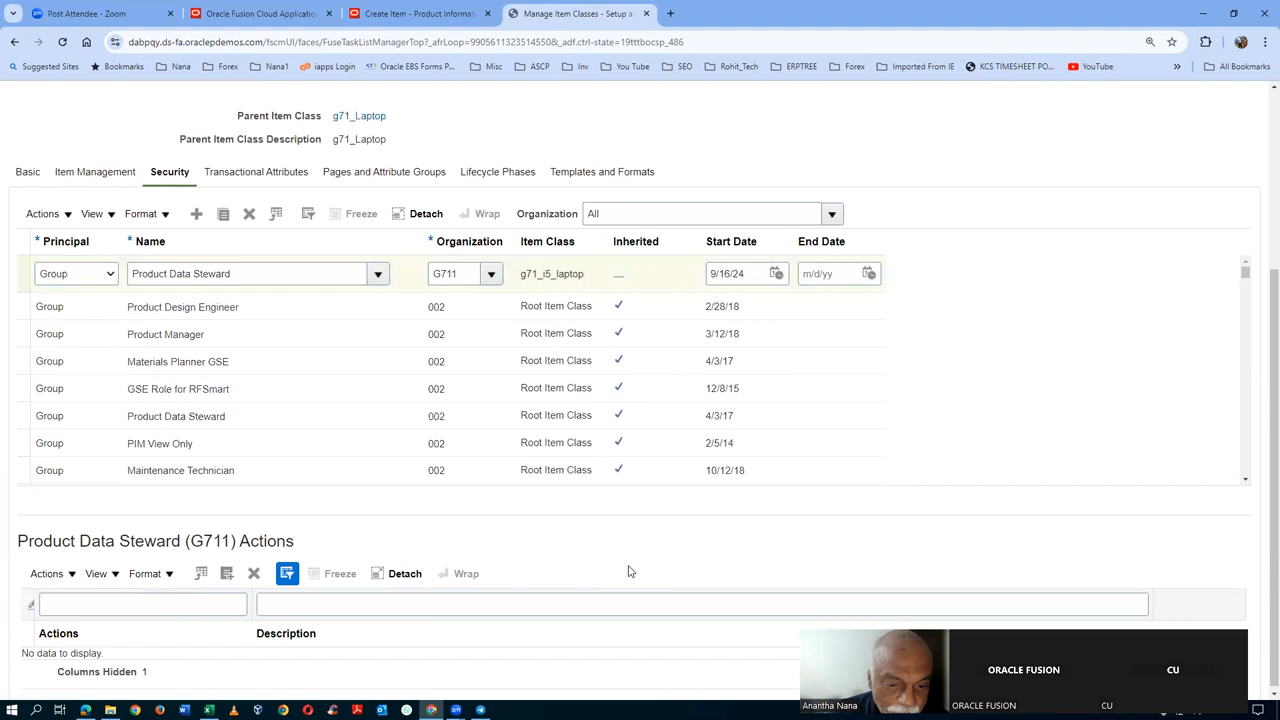 Post Attendee - Zoom
Oracle Fusion Cloud Application
Create Item - Product Informat
Manage Item Classes - Setup a
dabpqy.ds-fa.oraclepdemos.com/fscmUI/faces/FuseTaskListManagerTop?_afrLoop=99056113235145508&_adf.ctrl-state=19tttbocsp_486
Suggested Sites
Bookmarks
Nana
Forex
Nana1
iapps Login
Oracle EBS Forms P...
Misc
ASCP
Inv
You Tube
SEO
Rohit_Tech
ERPTREE
Forex
Imported From IE
KCS TIMESHEET PO...
YouTube
»
All Bookmarks
Parent Item Class g71_Laptop
Parent Item Class Description g71_Laptop
Basic Item Management Security Transactional Attributes Pages and Attribute Groups Lifecycle Phases Templates and Formats
Actions View Format Freeze Detach Wrap Organization All
* Principal * Name * Organization Item Class Inherited Start Date End Date
Group Product Data Steward G711 g71_i5_laptop 9/16/24 m/d/yy
Group Product Design Engineer 002 Root Item Class 2/28/18
Group Product Manager 002 Root Item Class 3/12/18
Group Materials Planner GSE 002 Root Item Class 4/3/17
Group GSE Role for RFSmart 002 Root Item Class 12/8/15
Group Product Data Steward 002 Root Item Class 4/3/17
Group PIM View Only 002 Root Item Class 2/5/14
Group Maintenance Technician 002 Root Item Class 10/12/18
Product Data Steward (G711) Actions
Actions View Format Freeze Detach Wrap
Actions Description
No data to display.
Columns Hidden 1
ORACLE FUSION
CU
Anantha Nana
ORACLE FUSION
CU